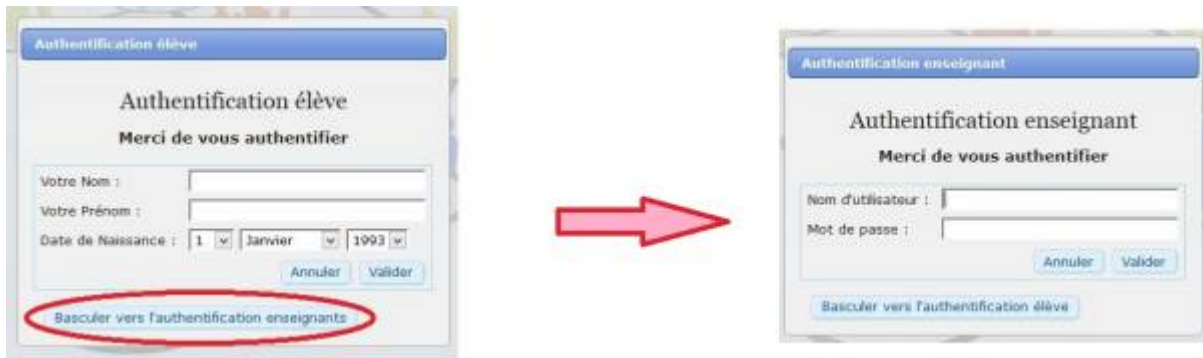 Authentification élève
Authentification élève
Merci de vous authentifier
Votre Nom :
Votre Prénom :
Date de Naissance : 1 Janvier 1993
Annuler Valider
Basculer vers l'authentification enseignants
Authentification enseignant
Authentification enseignant
Merci de vous authentifier
Nom d'utilisateur :
Mot de passe :
Annuler Valider
Basculer vers l'authentification élève